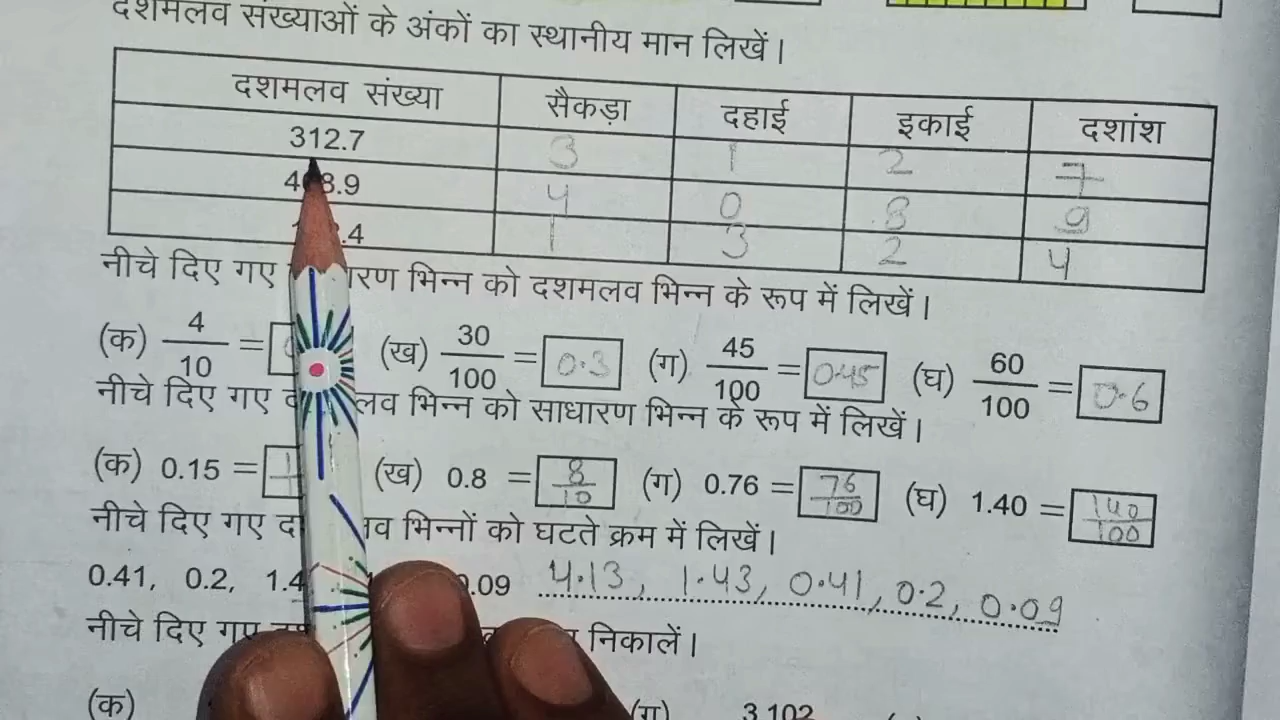 दशमलव संख्याओं के अंकों का स्थानीय मान लिखें।
दशमलव संख्या सैकड़ा दहाई इकाई दशांश
312.7 3 1 2 7
4 8.9 4 0 8 9
1 .4 1 3 2 4
नीचे दिए गए रण भिन्न को दशमलव भिन्न के रूप में लिखें।
(क) 4/10 = (ख) 30/100 = 0.3 (ग) 45/100 = 0.45 (घ) 60/100 = 0.6
नीचे दिए गए लव भिन्न को साधारण भिन्न के रूप में लिखें।
(क) 0.15 = (ख) 0.8 = 8/10 (ग) 0.76 = 76/100 (घ) 1.40 = 140/100
नीचे दिए गए द व भिन्नों को घटते क्रम में लिखें।
0.41, 0.2, 1.4 .09 4.13, 1.43, 0.41, 0.2, 0.09
नीचे दिए गए निकालें।
(क) (ग) 3.102